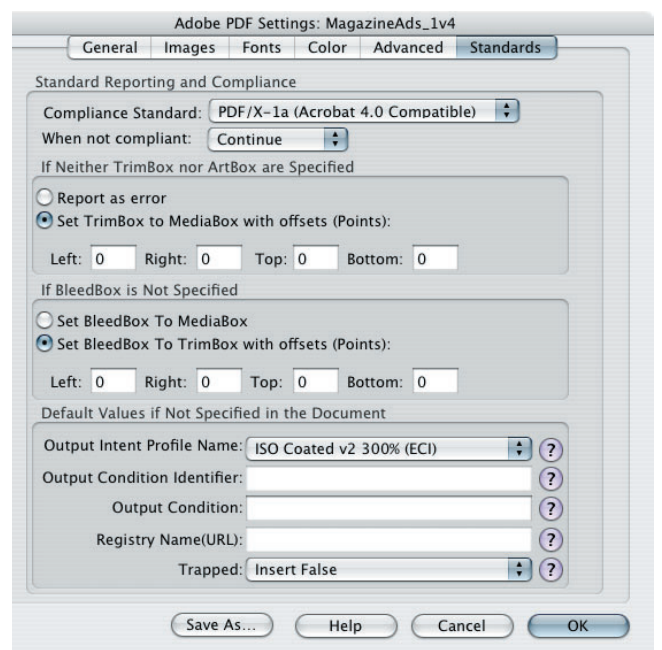 Adobe PDF Settings: MagazineAds_1v4
General Images Fonts Color Advanced Standards
Standard Reporting and Compliance
Compliance Standard: PDF/X-1a (Acrobat 4.0 Compatible)
When not compliant: Continue
If Neither TrimBox nor ArtBox are Specified
Report as error
Set TrimBox to MediaBox with offsets (Points):
Left: 0 Right: 0 Top: 0 Bottom: 0
If BleedBox is Not Specified
Set BleedBox To MediaBox
Set BleedBox To TrimBox with offsets (Points):
Left: 0 Right: 0 Top: 0 Bottom: 0
Default Values if Not Specified in the Document
Output Intent Profile Name: ISO Coated v2 300% (ECI) ?
Output Condition Identifier: ?
Output Condition: ?
Registry Name(URL): ?
Trapped: Insert False ?
Save As... Help Cancel OK